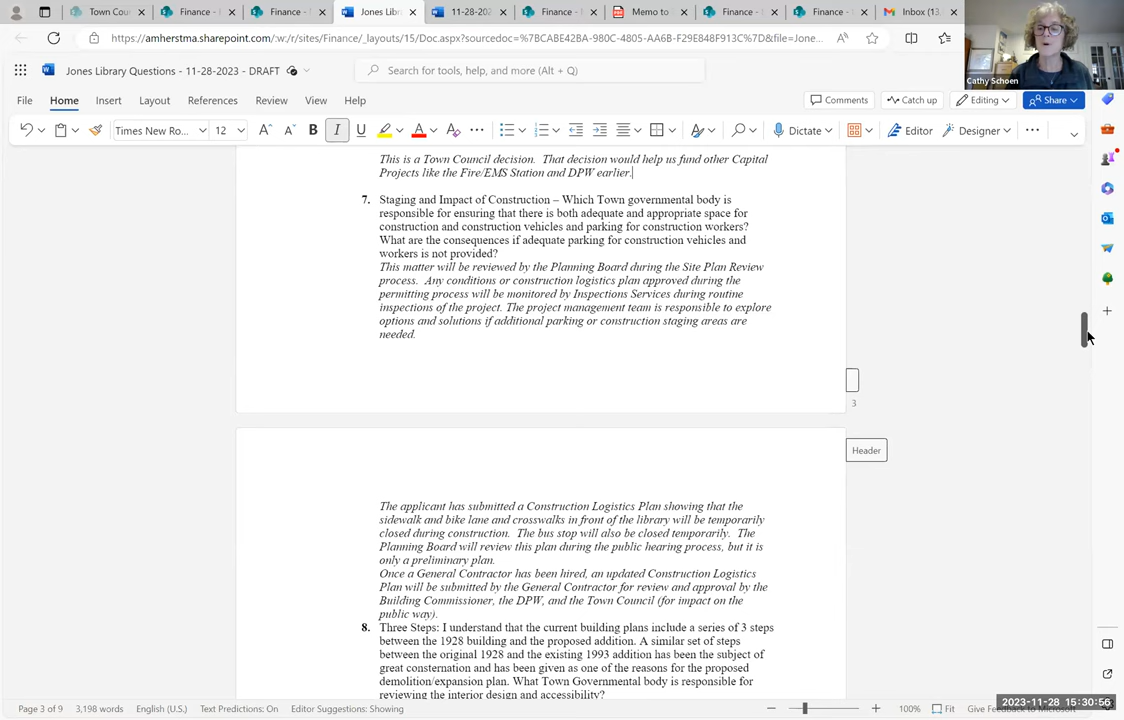 Town Cou
Finance -
Finance -
Jones Libr
11-28-202
Finance -
Memo to
Finance -
Finance -
Inbox (13
https://amherstma.sharepoint.com/:w:/r/sites/Finance/_layouts/15/Doc.aspx?sourcedoc=%7BCABE42BA-980C-4805-AA6B-F29E848F913C%7D&file=Jone...
Jones Library Questions - 11-28-2023 - DRAFT
Search for tools, help, and more (Alt + Q)
Cathy Schoen
File Home Insert Layout References Review View Help
Comments Catch up Editing Share
Times New Ro... 12 Dictate Editor Designer
This is a Town Council decision. That decision would help us fund other Capital
Projects like the Fire/EMS Station and DPW earlier.
7. Staging and Impact of Construction – Which Town governmental body is
responsible for ensuring that there is both adequate and appropriate space for
construction and construction vehicles and parking for construction workers?
What are the consequences if adequate parking for construction vehicles and
workers is not provided?
This matter will be reviewed by the Planning Board during the Site Plan Review
process. Any conditions or construction logistics plan approved during the
permitting process will be monitored by Inspections Services during routine
inspections of the project. The project management team is responsible to explore
options and solutions if additional parking or construction staging areas are
needed.
3
Header
The applicant has submitted a Construction Logistics Plan showing that the
sidewalk and bike lane and crosswalks in front of the library will be temporarily
closed during construction. The bus stop will also be closed temporarily. The
Planning Board will review this plan during the public hearing process, but it is
only a preliminary plan.
Once a General Contractor has been hired, an updated Construction Logistics
Plan will be submitted by the General Contractor for review and approval by the
Building Commissioner, the DPW, and the Town Council (for impact on the
public way).
8. Three Steps: I understand that the current building plans include a series of 3 steps
between the 1928 building and the proposed addition. A similar set of steps
between the original 1928 and the existing 1993 addition has been the subject of
great consternation and has been given as one of the reasons for the proposed
demolition/expansion plan. What Town Governmental body is responsible for
reviewing the interior design and accessibility?
Page 3 of 9 3,198 words English (U.S.) Text Predictions: On Editor Suggestions: Showing
100% Fit Give Feedback to Microsoft
2023-11-28 15:30:56